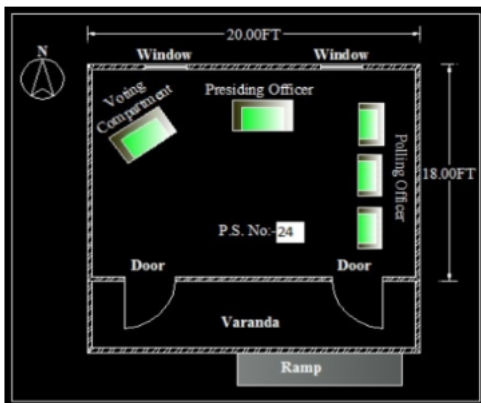 20.00FT
N
Window
Window
Voting
Compartment
Presiding Officer
Polling Officer
18.00FT
P.S. No:-24
Door
Door
Varanda
Ramp